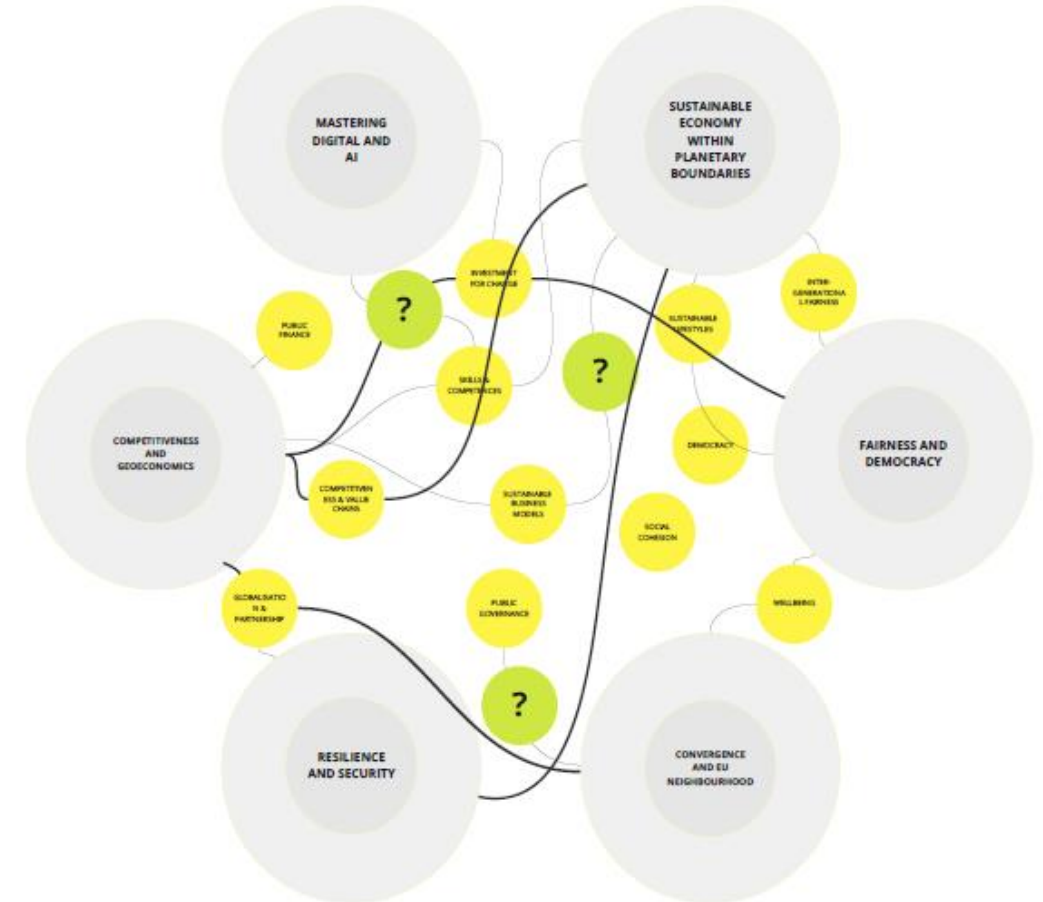 MASTERING
DIGITAL AND
AI
SUSTAINABLE
ECONOMY
WITHIN
PLANETARY
BOUNDARIES
INVESTMENT
FOR CHANGE
INTER-
GENERATIONA
L FAIRNESS
?
PUBLIC
FINANCE
SUSTAINABLE
LIFESTYLES
SKILLS &
COMPETENCES
?
COMPETITIVENESS
AND
GEOECONOMICS
DEMOCRACY
FAIRNESS AND
DEMOCRACY
COMPETITIVEN
ESS & VALUE
CHAINS
SUSTAINABLE
BUSINESS
MODELS
SOCIAL
COHESION
GLOBALISATIO
N &
PARTNERSHIP
PUBLIC
GOVERNANCE
WELLBEING
?
RESILIENCE
AND SECURITY
CONVERGENCE
AND EU
NEIGHBOURHOOD